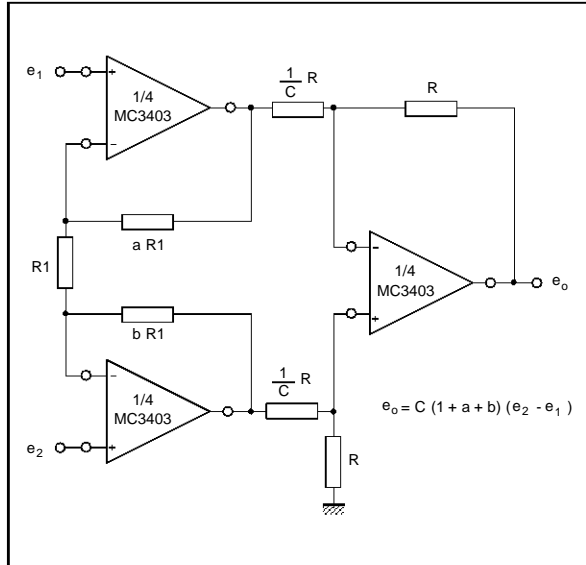 e1
+
1/4
MC3403
−
1/C R
R
a R1
R1
b R1
−
1/4
MC3403
+
eo
−
1/4
MC3403
+
e2
1/C R
R
eo = C (1 + a + b) (e2 - e1)